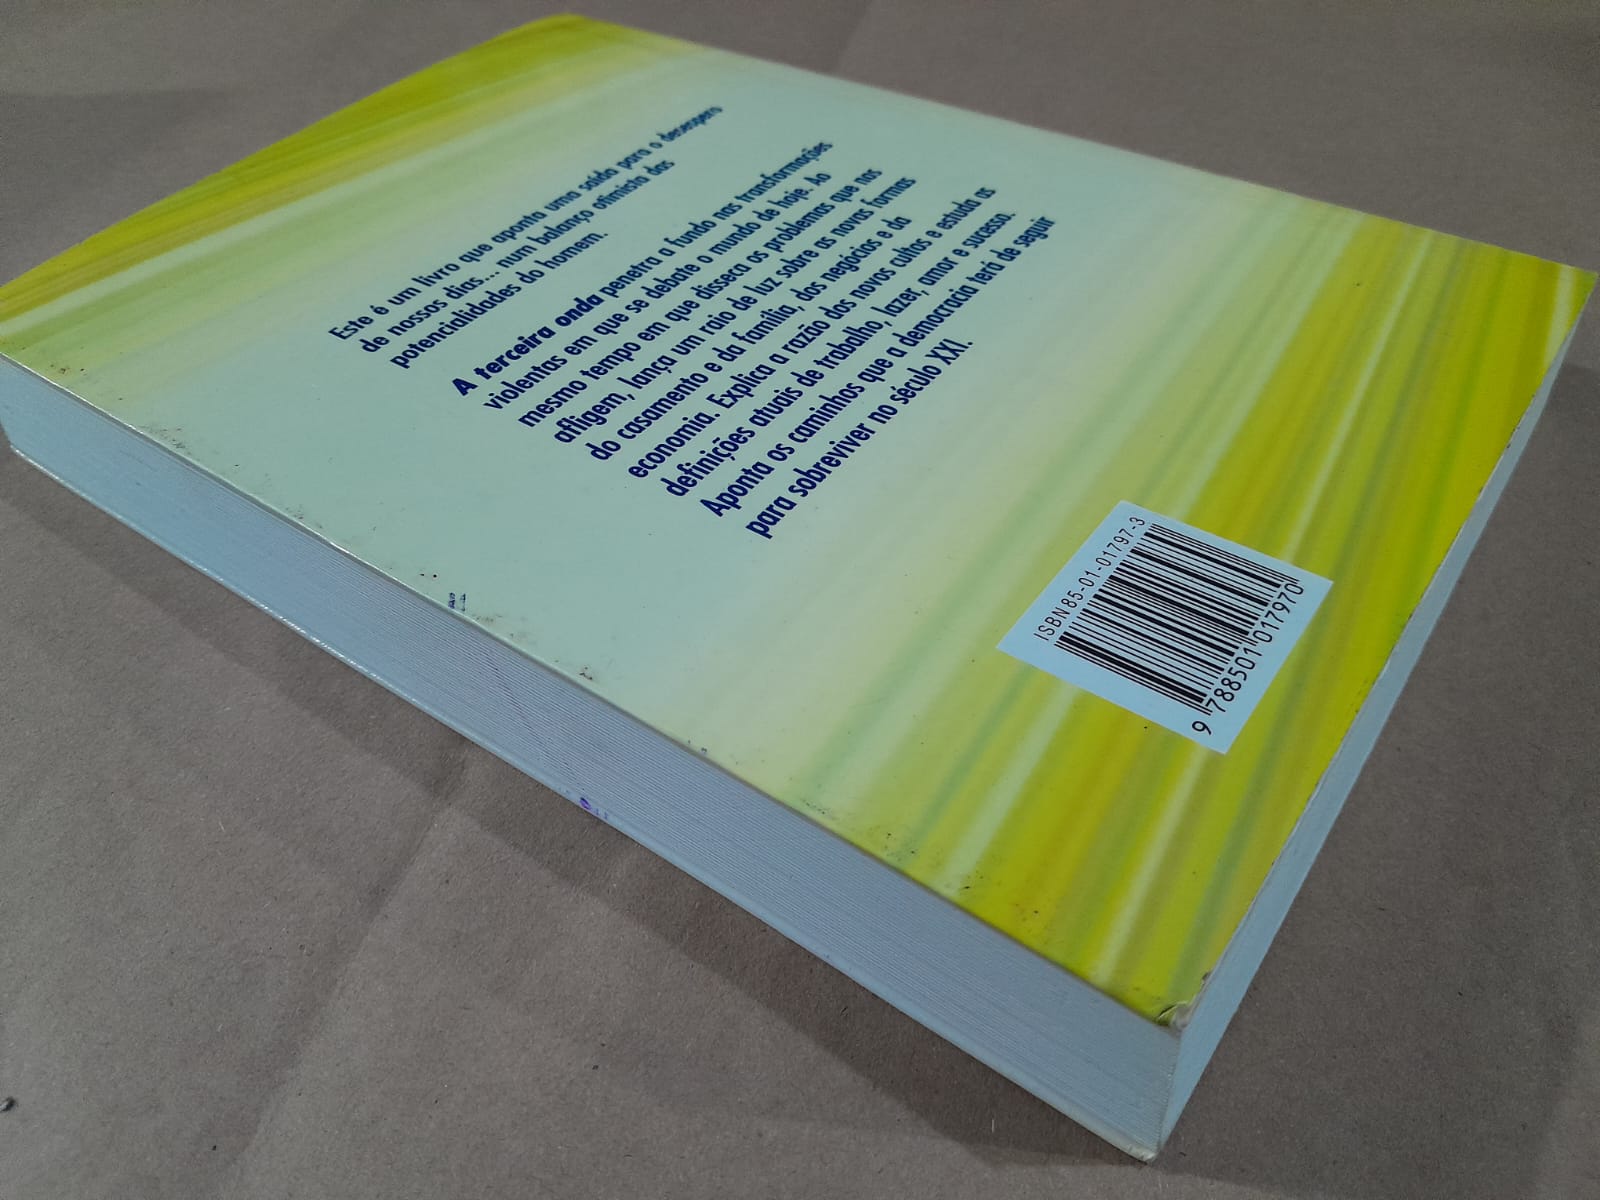 Este é um livro que aponta uma saída para o desespero
de nossos dias... num balanço otimista das
potencialidades do homem.
A terceira onda penetra a fundo nas transformações
violentas em que se debate o mundo de hoje. Ao
mesmo tempo em que disseca os problemas que nos
afligem, lança um raio de luz sobre as novas formas
do casamento e da família, dos negócios e da
economia. Explica a razão dos novos cultos e estuda as
definições atuais de trabalho, lazer, amor e sucesso.
Aponta os caminhos que a democracia terá de seguir
para sobreviver no século XXI.
ISBN 85-01-01797-3
9 788501 017970